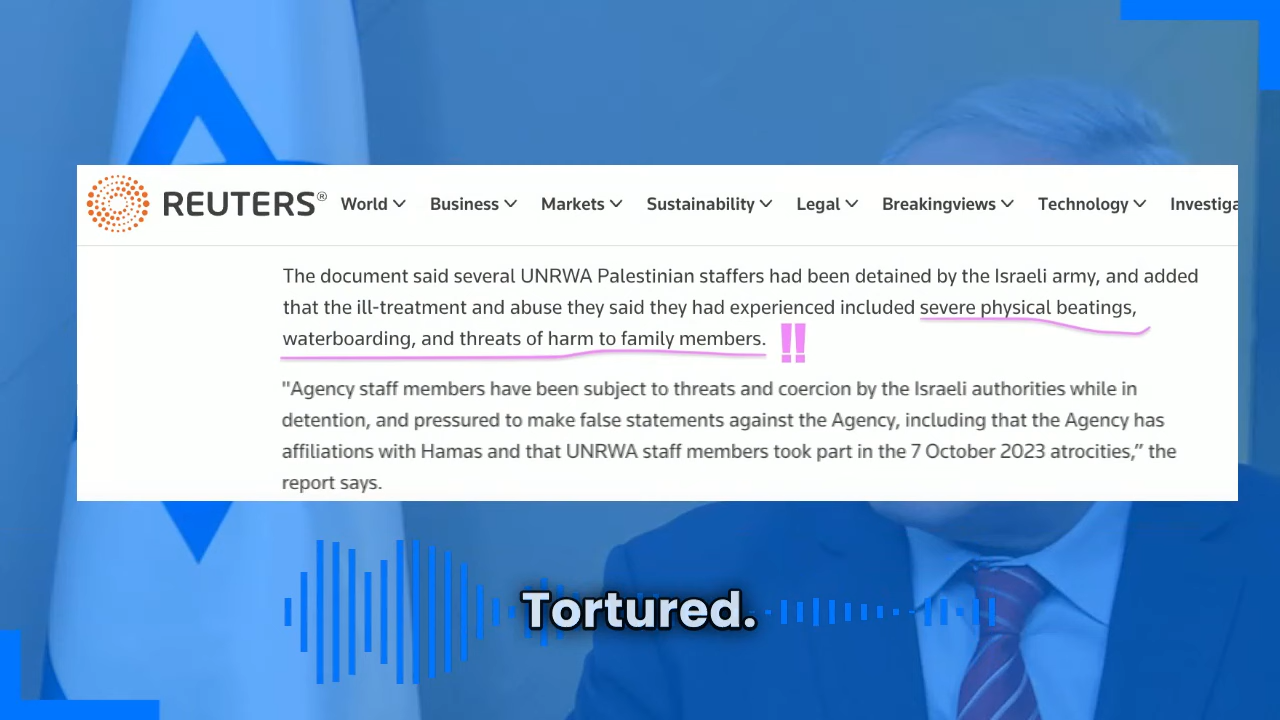 REUTERS® World Business Markets Sustainability Legal Breakingviews Technology Investiga
The document said several UNRWA Palestinian staffers had been detained by the Israeli army, and added
that the ill-treatment and abuse they said they had experienced included severe physical beatings,
waterboarding, and threats of harm to family members. !!
"Agency staff members have been subject to threats and coercion by the Israeli authorities while in
detention, and pressured to make false statements against the Agency, including that the Agency has
affiliations with Hamas and that UNRWA staff members took part in the 7 October 2023 atrocities,” the
report says.
Tortured.